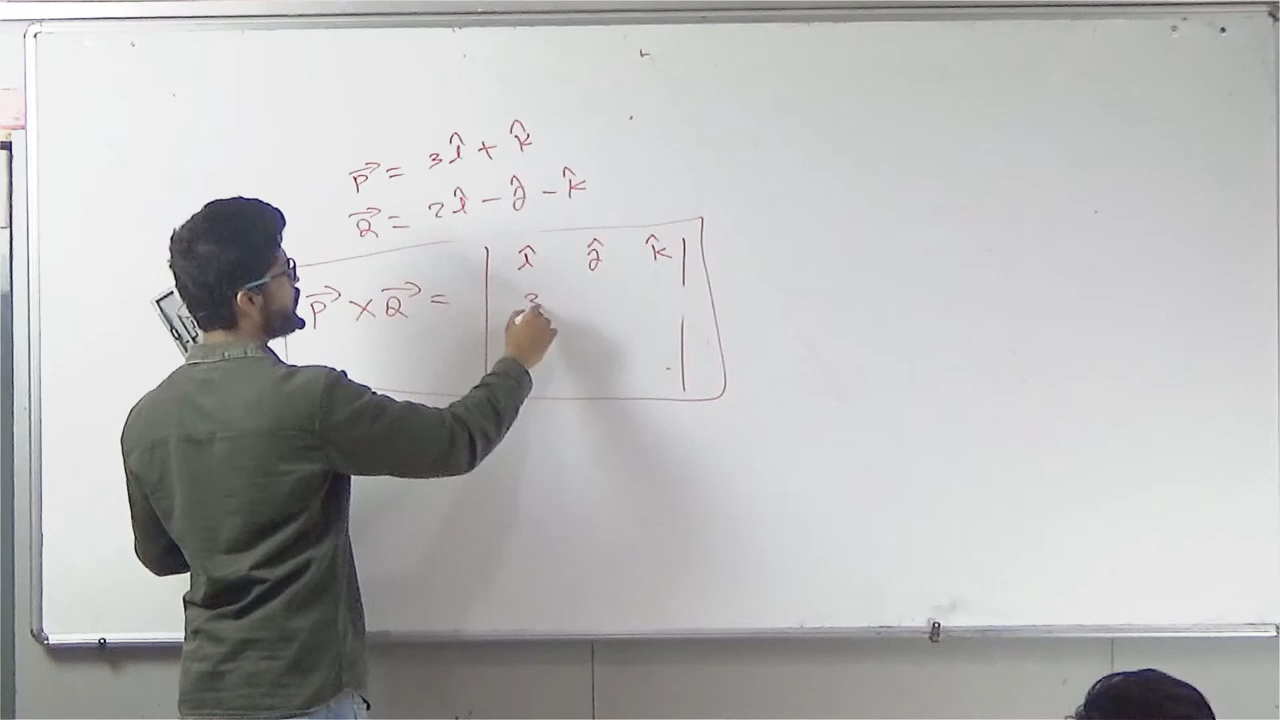 P⃗ = 3î + k̂
Q⃗ = 2î - ĵ - k̂
P⃗ × Q⃗ = | î ĵ k̂ |
3